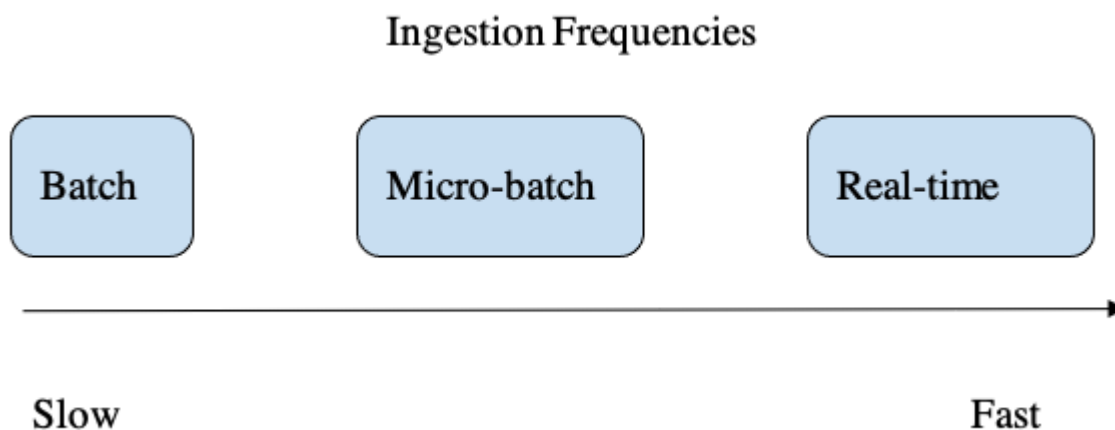 Ingestion Frequencies
Batch
Micro-batch
Real-time
Slow
Fast